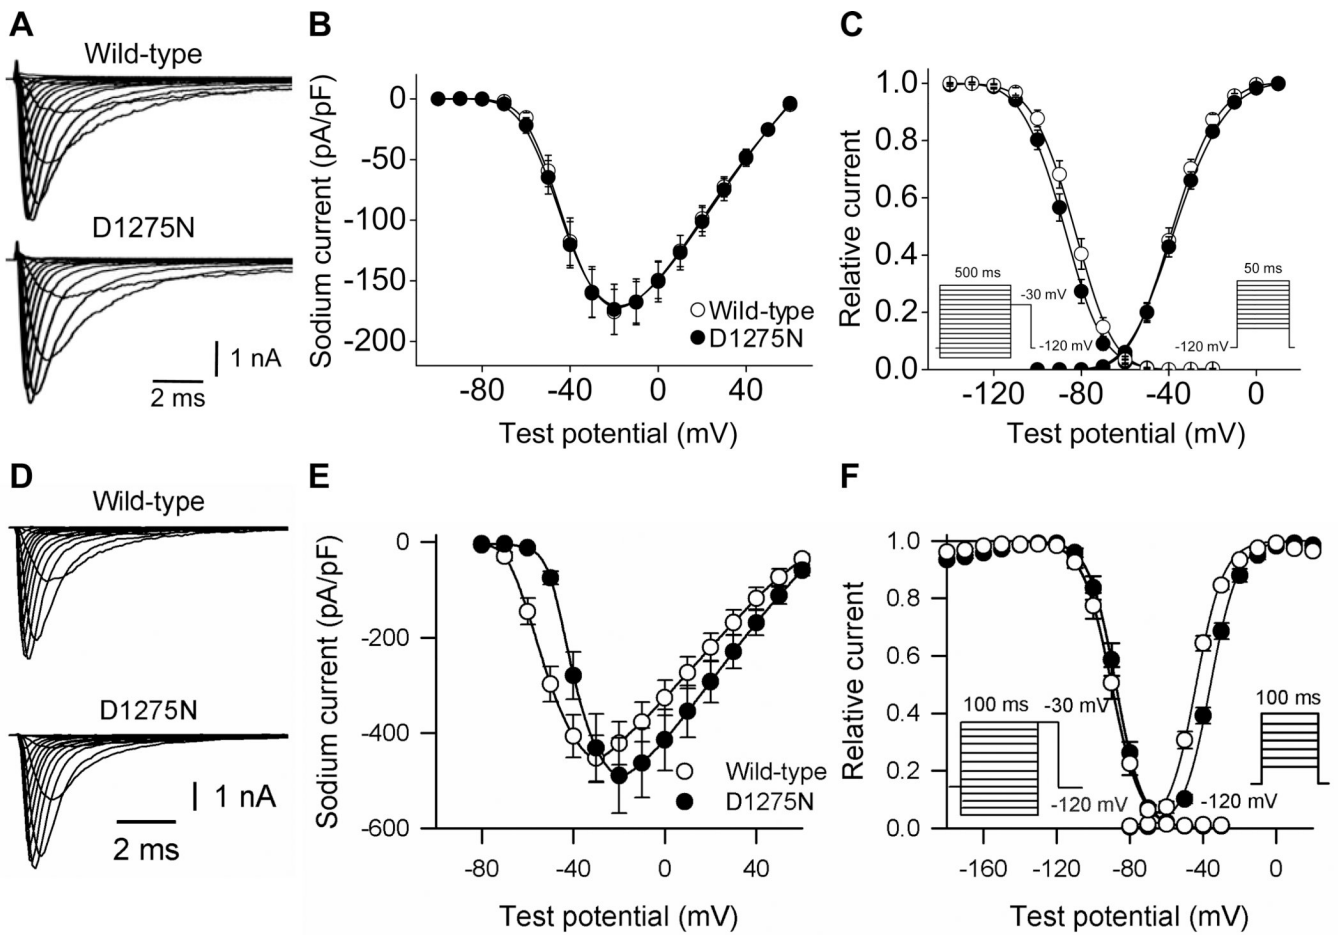 A
Wild-type
D1275N
1 nA
2 ms
B
Sodium current (pA/pF)
0
-50
-100
-150
-200
Wild-type
D1275N
-80 -40 0 40
Test potential (mV)
C
Relative current
1.0
0.8
0.6
0.4
0.2
0.0
500 ms
-30 mV
-120 mV
50 ms
-120 mV
-120 -80 -40 0
Test potential (mV)
D
Wild-type
D1275N
1 nA
2 ms
E
Sodium current (pA/pF)
0
-200
-400
-600
Wild-type
D1275N
-80 -40 0 40
Test potential (mV)
F
Relative current
1.0
0.8
0.6
0.4
0.2
0.0
100 ms
-30 mV
-120 mV
100 ms
-120 mV
-160 -120 -80 -40 0
Test potential (mV)